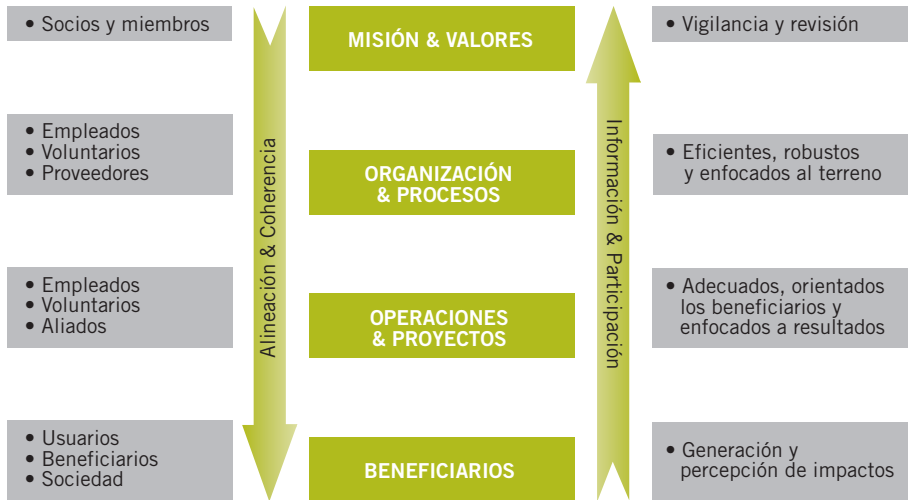 • Socios y miembros
MISIÓN & VALORES
• Vigilancia y revisión
• Empleados
• Voluntarios
• Proveedores
ORGANIZACIÓN
& PROCESOS
• Eficientes, robustos
y enfocados al terreno
Alineación & Coherencia
Información & Participación
• Empleados
• Voluntarios
• Aliados
OPERACIONES
& PROYECTOS
• Adecuados, orientados
los beneficiarios y
enfocados a resultados
• Usuarios
• Beneficiarios
• Sociedad
BENEFICIARIOS
• Generación y
percepción de impactos